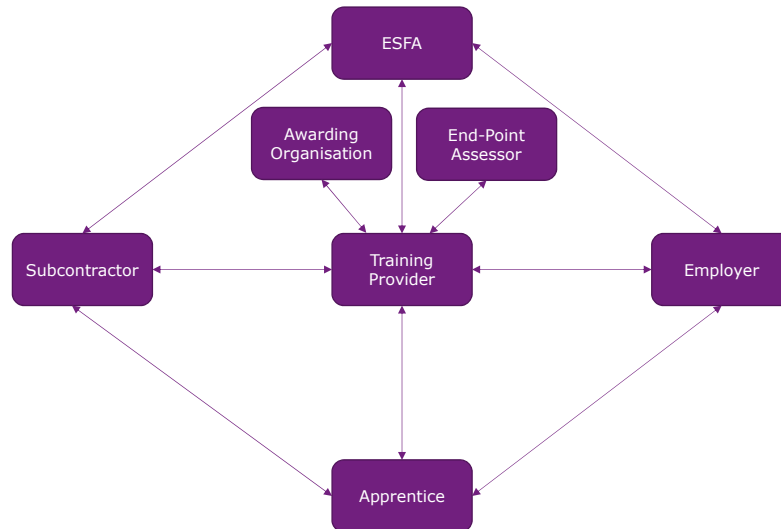 ESFA
Awarding
Organisation
End-Point
Assessor
Subcontractor
Training
Provider
Employer
Apprentice